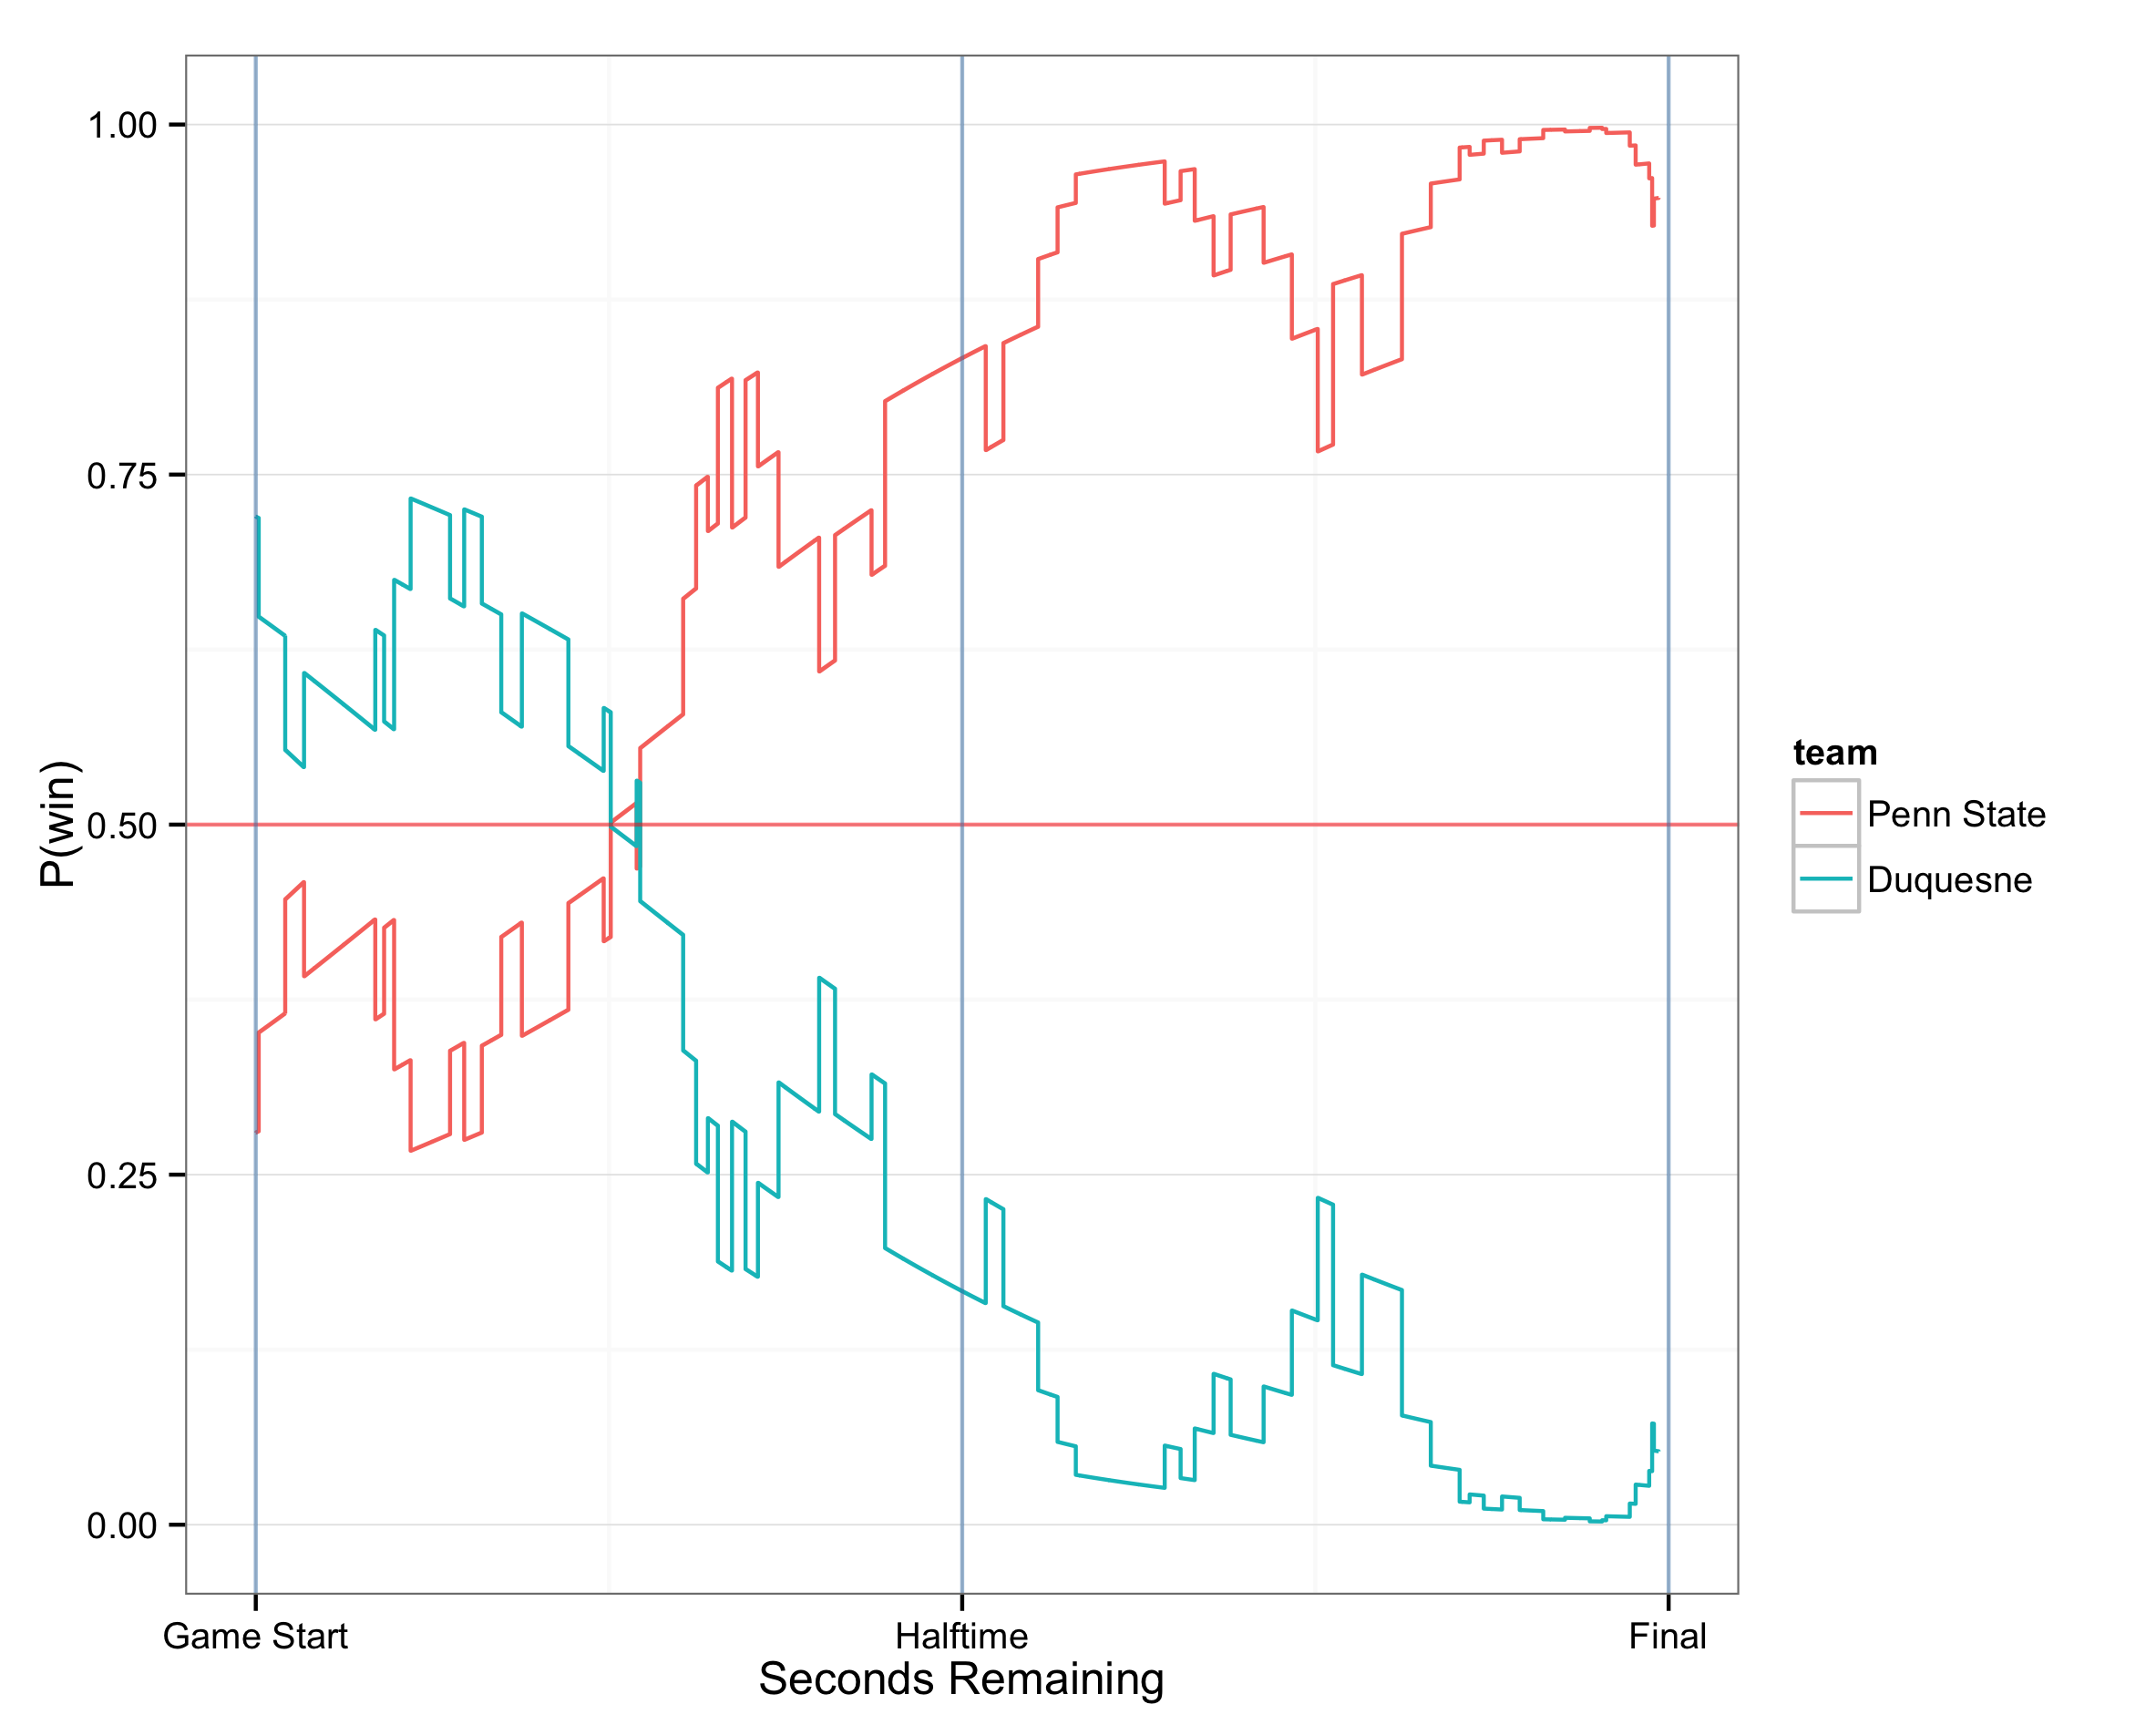 1.00
0.75
0.50
0.25
0.00
P(win)
Game Start
Halftime
Final
Seconds Remaining
team
Penn State
Duquesne